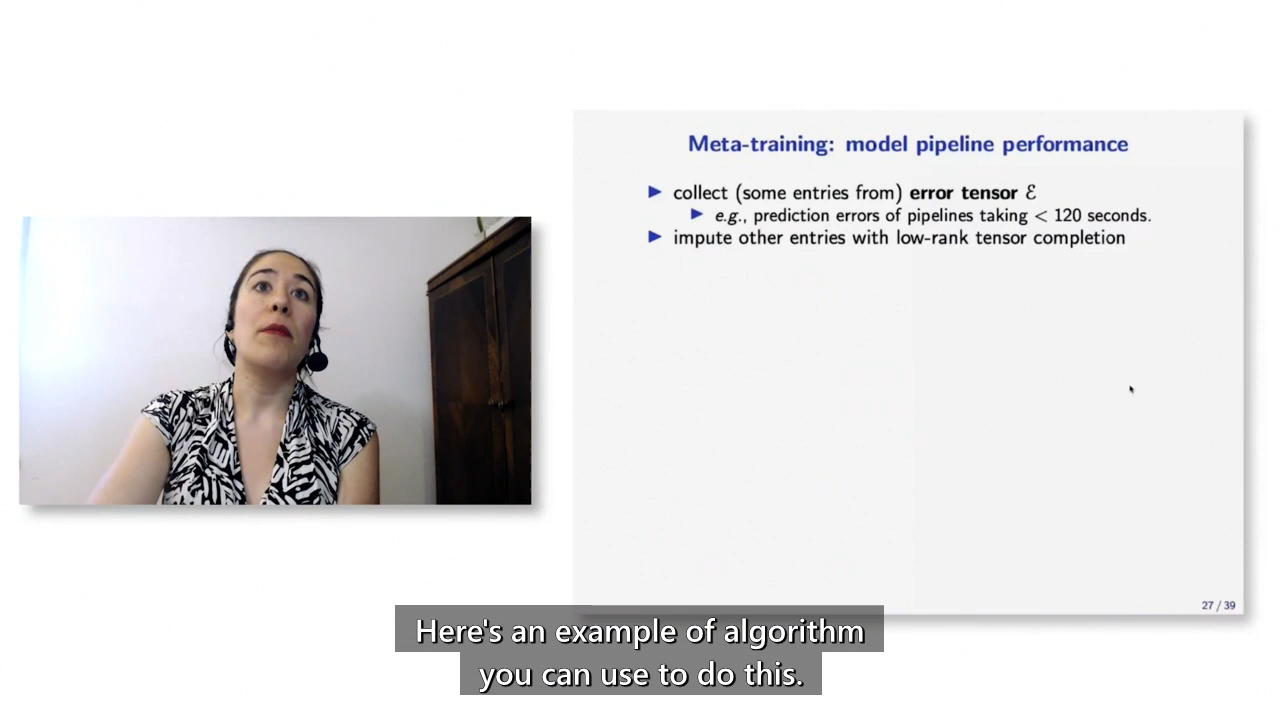 Meta-training: model pipeline performance
▶ collect (some entries from) error tensor ℰ
▶ e.g., prediction errors of pipelines taking < 120 seconds.
▶ impute other entries with low-rank tensor completion
27 / 39
Here's an example of algorithm
you can use to do this.